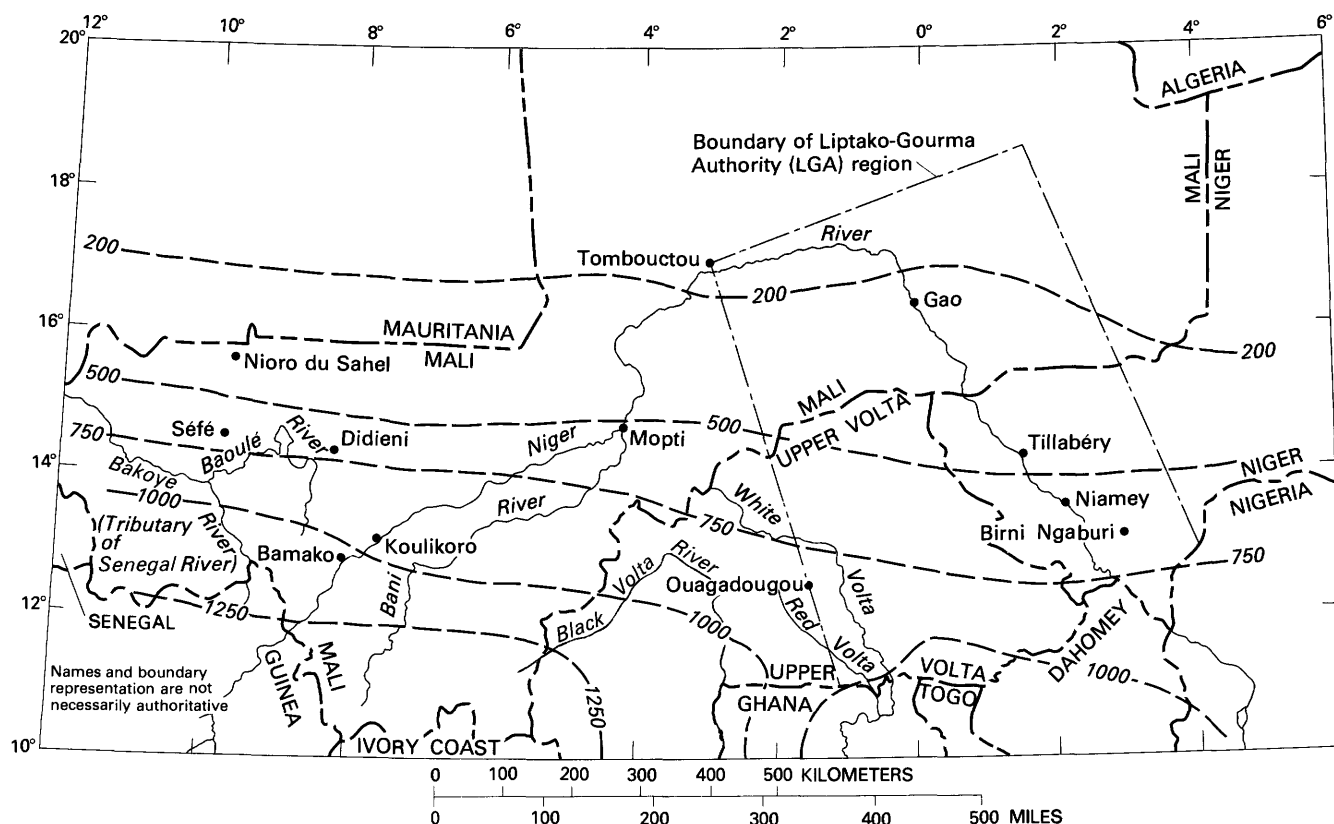 12° 10° 8° 6° 4° 2° 0° 2° 4° 6°
20°
ALGERIA
Boundary of Liptako-Gourma
Authority (LGA) region
MALI
NIGER
18°
200
Tombouctou
River
200
Gao
16°
MAURITANIA
MALI
200
Nioro du Sahel
500
MALI
UPPER VOLTA
500
Séfé
River
Didieni
Niger
Mopti
750
Baoulé
Tillabéry
14°
Bakoye
NIGER
NIGERIA
1000
River
White
Niamey
750
Birni Ngaburi
(Tributary
of
Senegal River)
River
Bamako
Koulikoro
River
Volta
Ouagadougou
Volta
750
12°
Bani
Black
1000
Red
SENEGAL
1250
Volta
DAHOMEY
GUINEA
MALI
UPPER
VOLTA
1000
Names and boundary
representation are not
necessarily authoritative
1250
GHANA
TOGO
10°
IVORY COAST
0 100 200 300 400 500 KILOMETERS
0 100 200 300 400 500 MILES